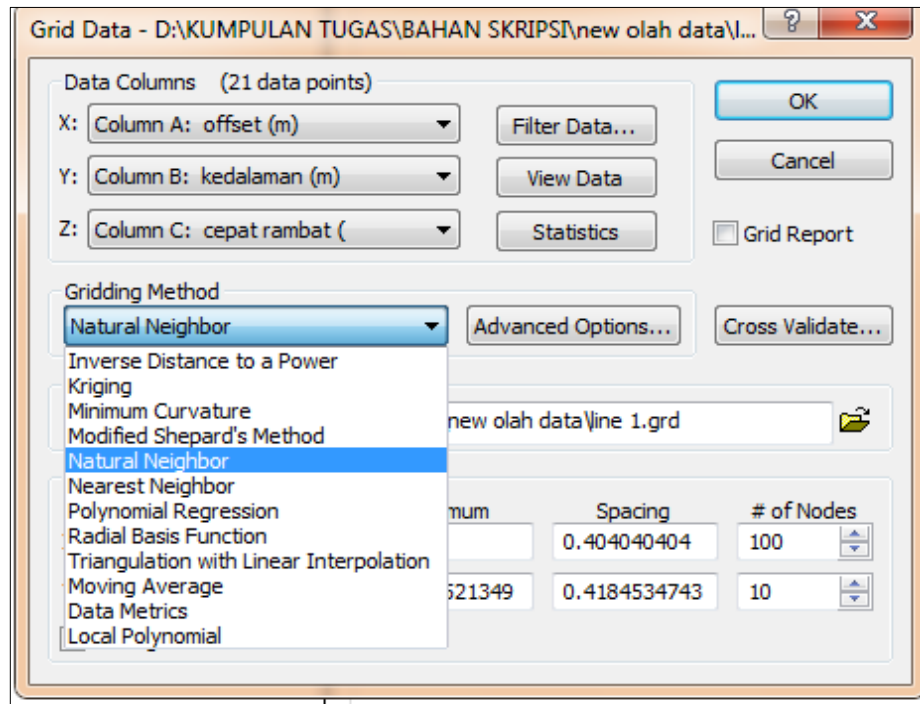 Grid Data - D:\KUMPULAN TUGAS\BAHAN SKRIPSI\new olah data\l...
Data Columns (21 data points)
X: Column A: offset (m)
Filter Data...
Y: Column B: kedalaman (m)
View Data
Z: Column C: cepat rambat (
Statistics
OK
Cancel
Grid Report
Gridding Method
Natural Neighbor
Advanced Options...
Cross Validate...
Inverse Distance to a Power
Kriging
Minimum Curvature
Modified Shepard's Method
Natural Neighbor
Nearest Neighbor
Polynomial Regression
Radial Basis Function
Triangulation with Linear Interpolation
Moving Average
Data Metrics
Local Polynomial
new olah data\line 1.grd
mum Spacing # of Nodes
0.404040404 100
521349 0.4184534743 10